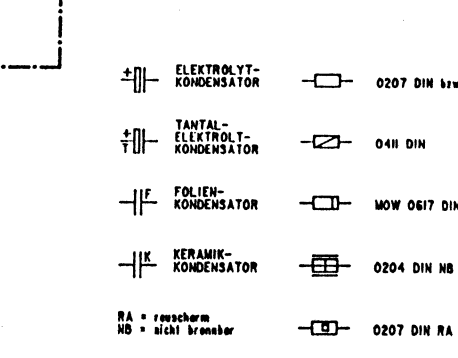 +
ELEKTROLYT-
KONDENSATOR
0207 DIN bzw
+
T
TANTAL-
ELEKTROLT-
KONDENSATOR
0411 DIN
F
FOLIEN-
KONDENSATOR
MOW 0617 DIN
K
KERAMIK-
KONDENSATOR
0204 DIN NB
RA = rauscharm
NB = nicht brennbar
0207 DIN RA